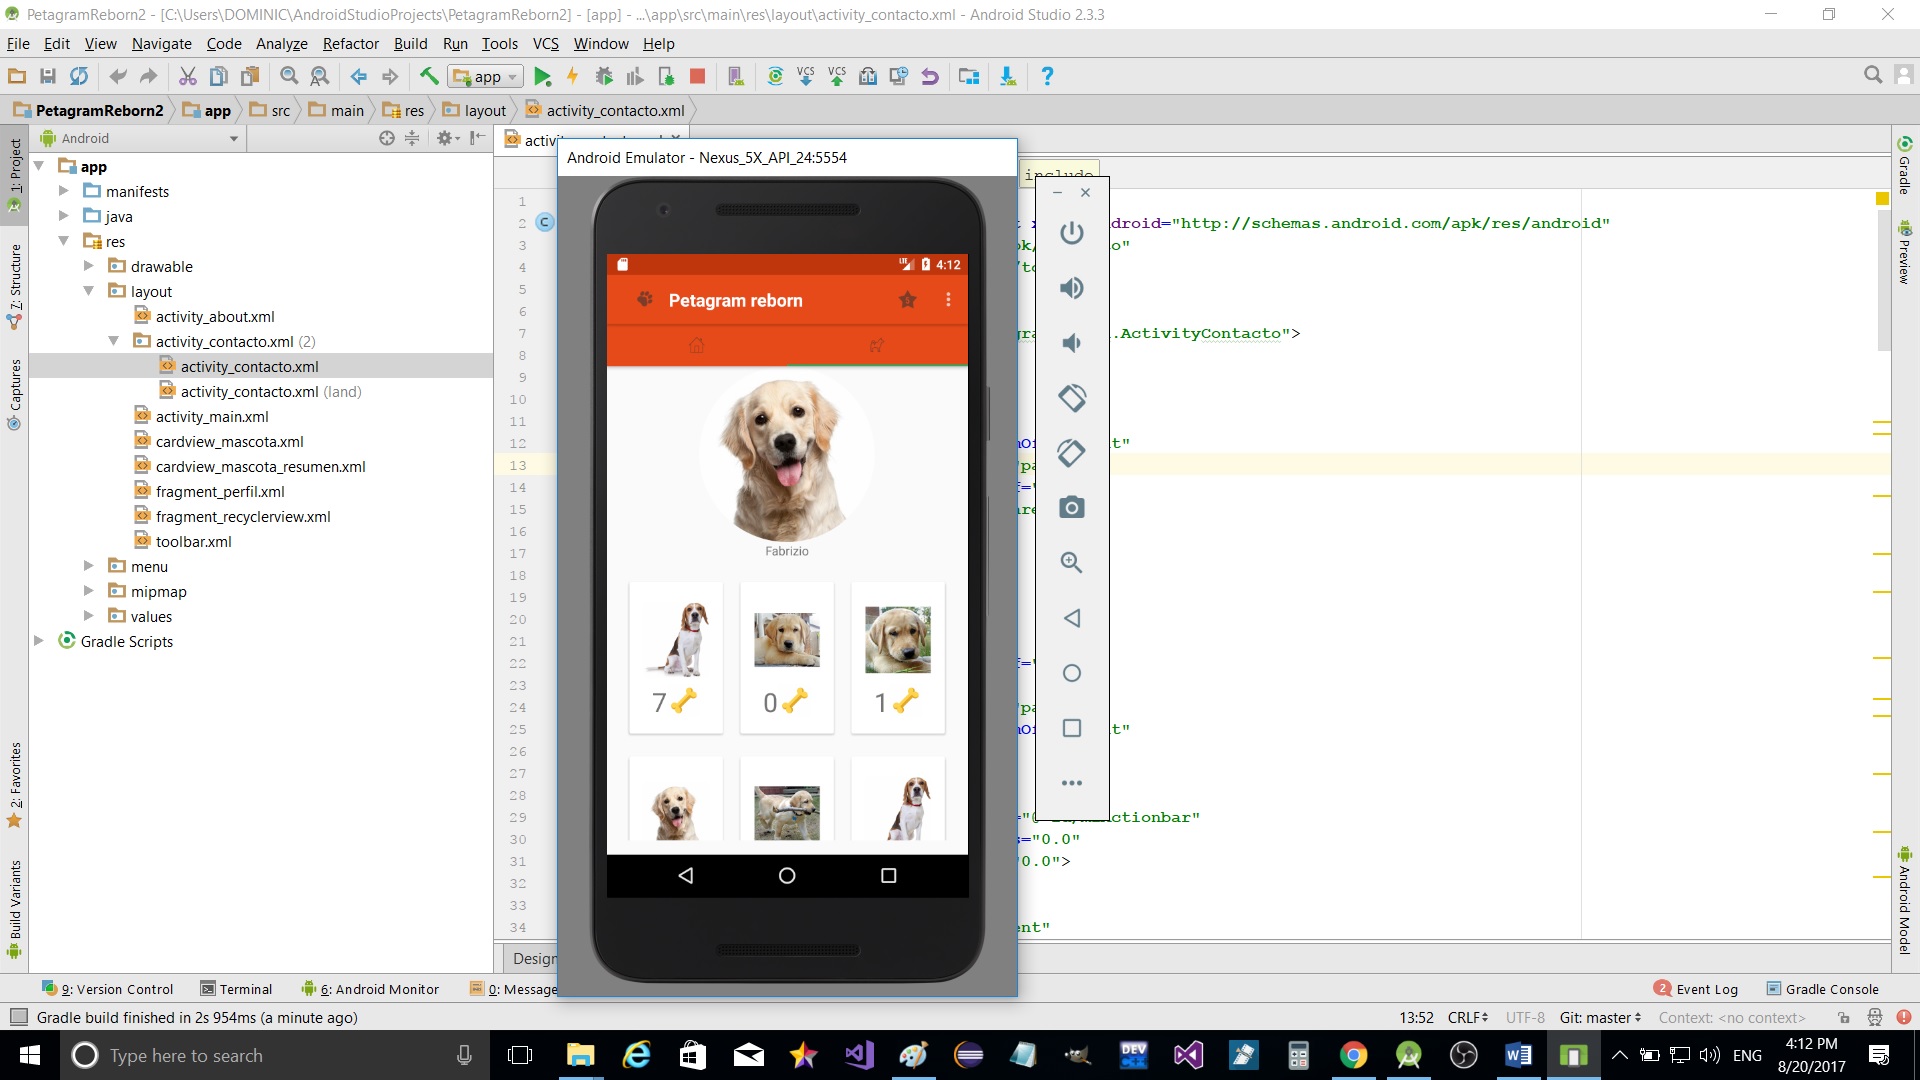 PetagramReborn2 - [C:\Users\DOMINIC\AndroidStudioProjects\PetagramReborn2] - [app] - ...\app\src\main\res\layout\activity_contacto.xml - Android Studio 2.3.3
File Edit View Navigate Code Analyze Refactor Build Run Tools VCS Window Help
app
VCS VCS
PetagramReborn2 app src main res layout activity_contacto.xml
Android
1: Project
7: Structure
Captures
2: Favorites
Build Variants
app
manifests
java
res
drawable
layout
activity_about.xml
activity_contacto.xml (2)
activity_contacto.xml
activity_contacto.xml (land)
activity_main.xml
cardview_mascota.xml
cardview_mascota_resumen.xml
fragment_perfil.xml
fragment_recyclerview.xml
toolbar.xml
menu
mipmap
values
Gradle Scripts
activ
include
1
2 droid="http://schemas.android.com/apk/res/android"
3
4
5
6
7 .ActivityContacto">
8
9
10
11
12
13
14
15
16
17
18
19
20
21
22
23
24
25
26
27
28
29
30 "0.0"
31 "0.0">
32
33
34
Design
Android Emulator - Nexus_5X_API_24:5554
LTE 4:12
Petagram reborn
Fabrizio
7 0 1
Gradle
Preview
Android Model
9: Version Control Terminal 6: Android Monitor 0: Message
Event Log Gradle Console
2
Gradle build finished in 2s 954ms (a minute ago)
13:52 CRLF UTF-8 Git: master Context: <no context>
Type here to search
DEV
ENG
4:12 PM
8/20/2017